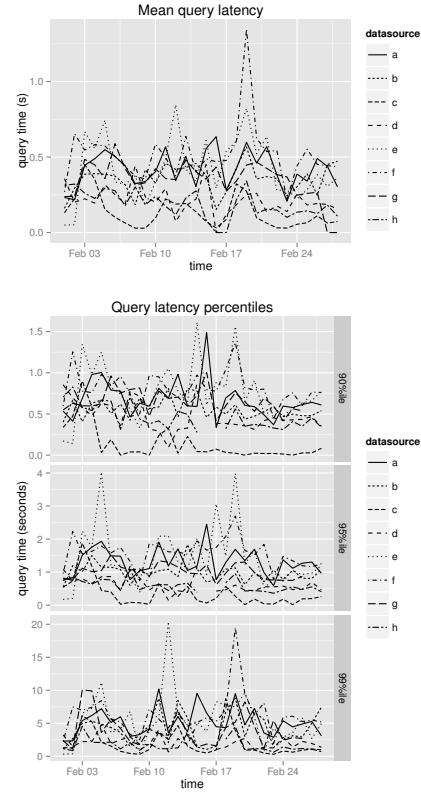 Mean query latency
query time (s)
1.0
0.5
0.0
Feb 03
Feb 10
Feb 17
Feb 24
time
datasource
a
b
c
d
e
f
g
h
Query latency percentiles
query time (seconds)
1.5
1.0
0.5
0.0
90%ile
4
3
2
1
0
95%ile
20
15
10
5
0
99%ile
Feb 03
Feb 10
Feb 17
Feb 24
time
datasource
a
b
c
d
e
f
g
h